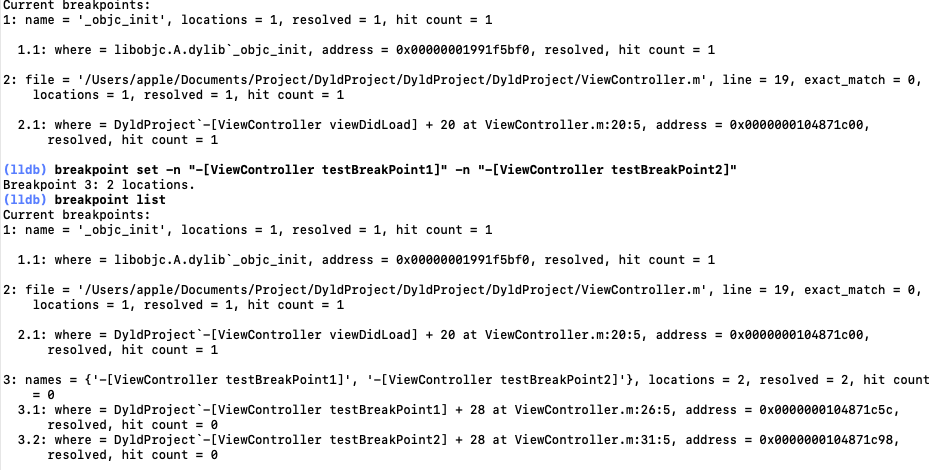 Current breakpoints:
1: name = '_objc_init', locations = 1, resolved = 1, hit count = 1
1.1: where = libobjc.A.dylib`_objc_init, address = 0x00000001991f5bf0, resolved, hit count = 1
2: file = '/Users/apple/Documents/Project/DyldProject/DyldProject/DyldProject/ViewController.m', line = 19, exact_match = 0,
locations = 1, resolved = 1, hit count = 1
2.1: where = DyldProject`-[ViewController viewDidLoad] + 20 at ViewController.m:20:5, address = 0x0000000104871c00,
resolved, hit count = 1
(lldb) breakpoint set -n "-[ViewController testBreakPoint1]" -n "-[ViewController testBreakPoint2]"
Breakpoint 3: 2 locations.
(lldb) breakpoint list
Current breakpoints:
1: name = '_objc_init', locations = 1, resolved = 1, hit count = 1
1.1: where = libobjc.A.dylib`_objc_init, address = 0x00000001991f5bf0, resolved, hit count = 1
2: file = '/Users/apple/Documents/Project/DyldProject/DyldProject/DyldProject/ViewController.m', line = 19, exact_match = 0,
locations = 1, resolved = 1, hit count = 1
2.1: where = DyldProject`-[ViewController viewDidLoad] + 20 at ViewController.m:20:5, address = 0x0000000104871c00,
resolved, hit count = 1
3: names = {'-[ViewController testBreakPoint1]', '-[ViewController testBreakPoint2]'}, locations = 2, resolved = 2, hit count
= 0
3.1: where = DyldProject`-[ViewController testBreakPoint1] + 28 at ViewController.m:26:5, address = 0x0000000104871c5c,
resolved, hit count = 0
3.2: where = DyldProject`-[ViewController testBreakPoint2] + 28 at ViewController.m:31:5, address = 0x0000000104871c98,
resolved, hit count = 0